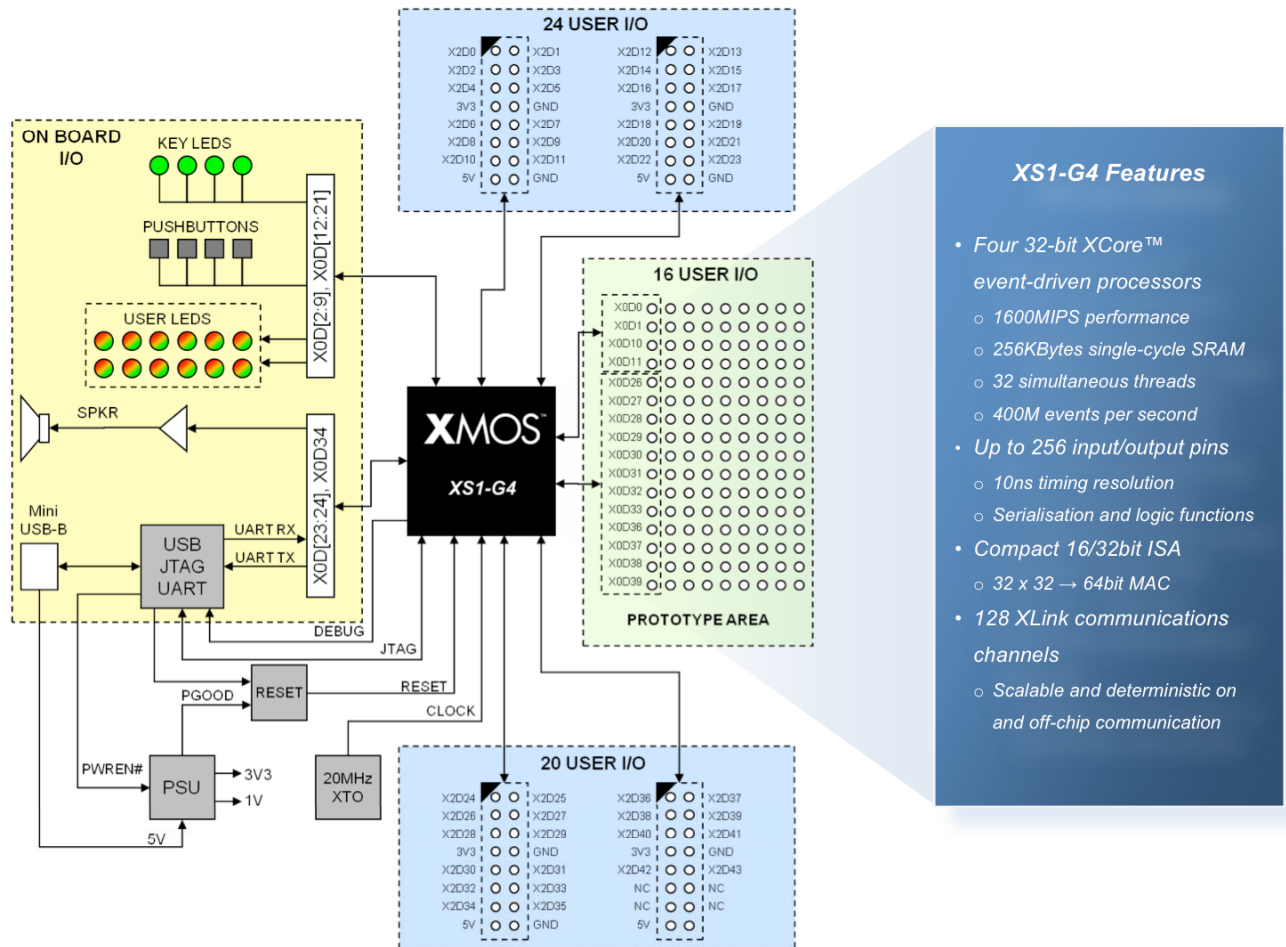 24 USER I/O
X2D0 X2D1 X2D12 X2D13
X2D2 X2D3 X2D14 X2D15
X2D4 X2D5 X2D16 X2D17
3V3 GND 3V3 GND
X2D6 X2D7 X2D18 X2D19
X2D8 X2D9 X2D20 X2D21
X2D10 X2D11 X2D22 X2D23
5V GND 5V GND
ON BOARD
I/O
KEY LEDS
PUSHBUTTONS
USER LEDS
X0D[2:9], X0D[12:21]
SPKR
X0D[23:24], X0D34
Mini
USB-B
USB
JTAG
UART
UART RX
UART TX
XMOS™
XS1-G4
16 USER I/O
X0D0
X0D1
X0D10
X0D11
X0D26
X0D27
X0D28
X0D29
X0D30
X0D31
X0D32
X0D33
X0D36
X0D37
X0D38
X0D39
PROTOTYPE AREA
DEBUG
JTAG
RESET
RESET
PGOOD
CLOCK
PWREN#
PSU
3V3
1V
5V
20MHz
XTO
20 USER I/O
X2D24 X2D25 X2D36 X2D37
X2D26 X2D27 X2D38 X2D39
X2D28 X2D29 X2D40 X2D41
3V3 GND 3V3 GND
X2D30 X2D31 X2D42 X2D43
X2D32 X2D33 NC NC
X2D34 X2D35 NC NC
5V GND 5V
XS1-G4 Features
• Four 32-bit XCore™
event-driven processors
o 1600MIPS performance
o 256KBytes single-cycle SRAM
o 32 simultaneous threads
o 400M events per second
• Up to 256 input/output pins
o 10ns timing resolution
o Serialisation and logic functions
• Compact 16/32bit ISA
o 32 x 32 → 64bit MAC
• 128 XLink communications
channels
o Scalable and deterministic on
and off-chip communication